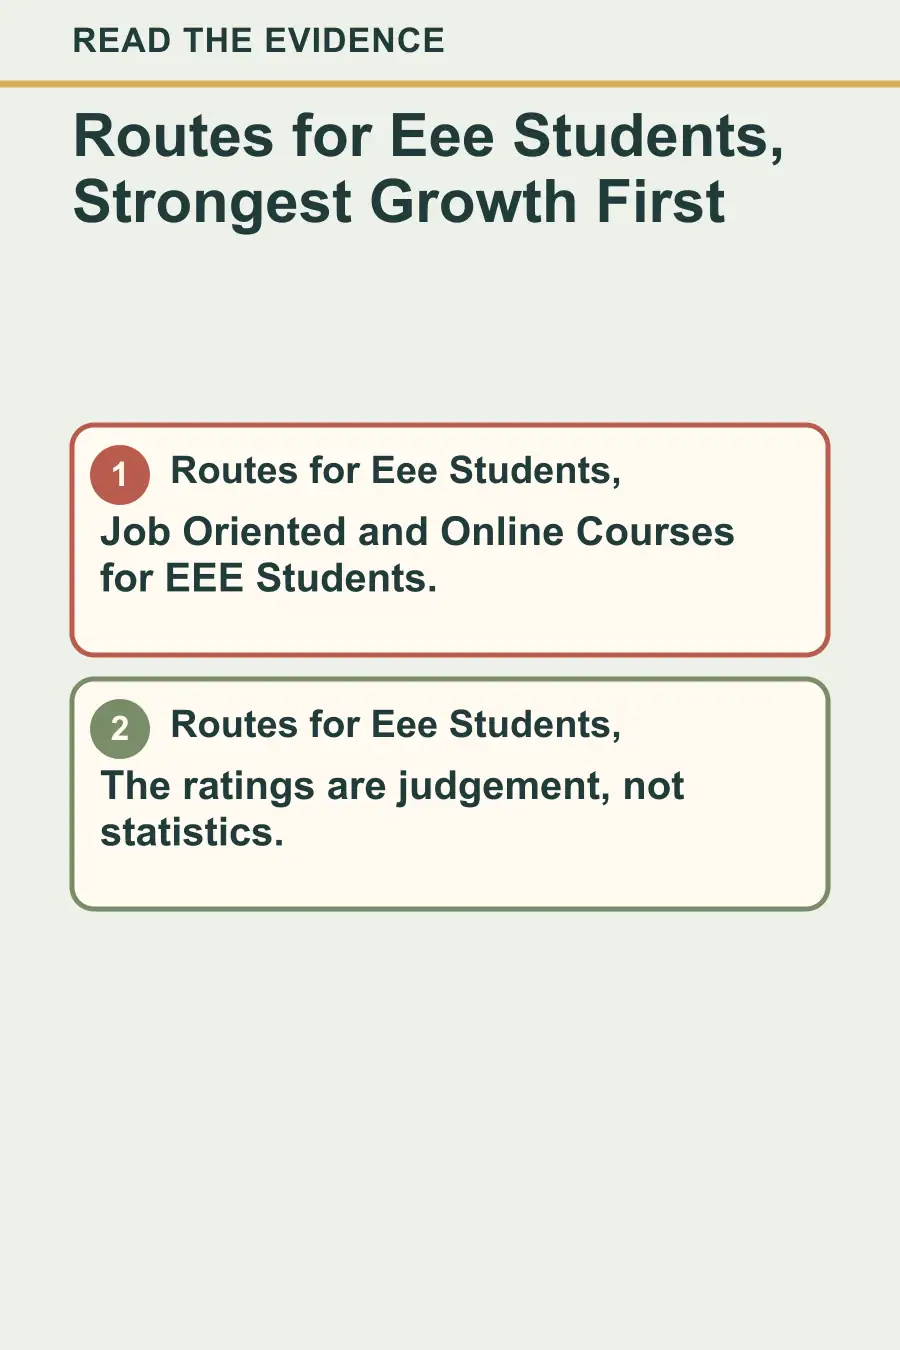 READ THE EVIDENCE
Routes for Eee Students,
Strongest Growth First
1
Routes for Eee Students,
Job Oriented and Online Courses
for EEE Students.
2
Routes for Eee Students,
The ratings are judgement, not
statistics.